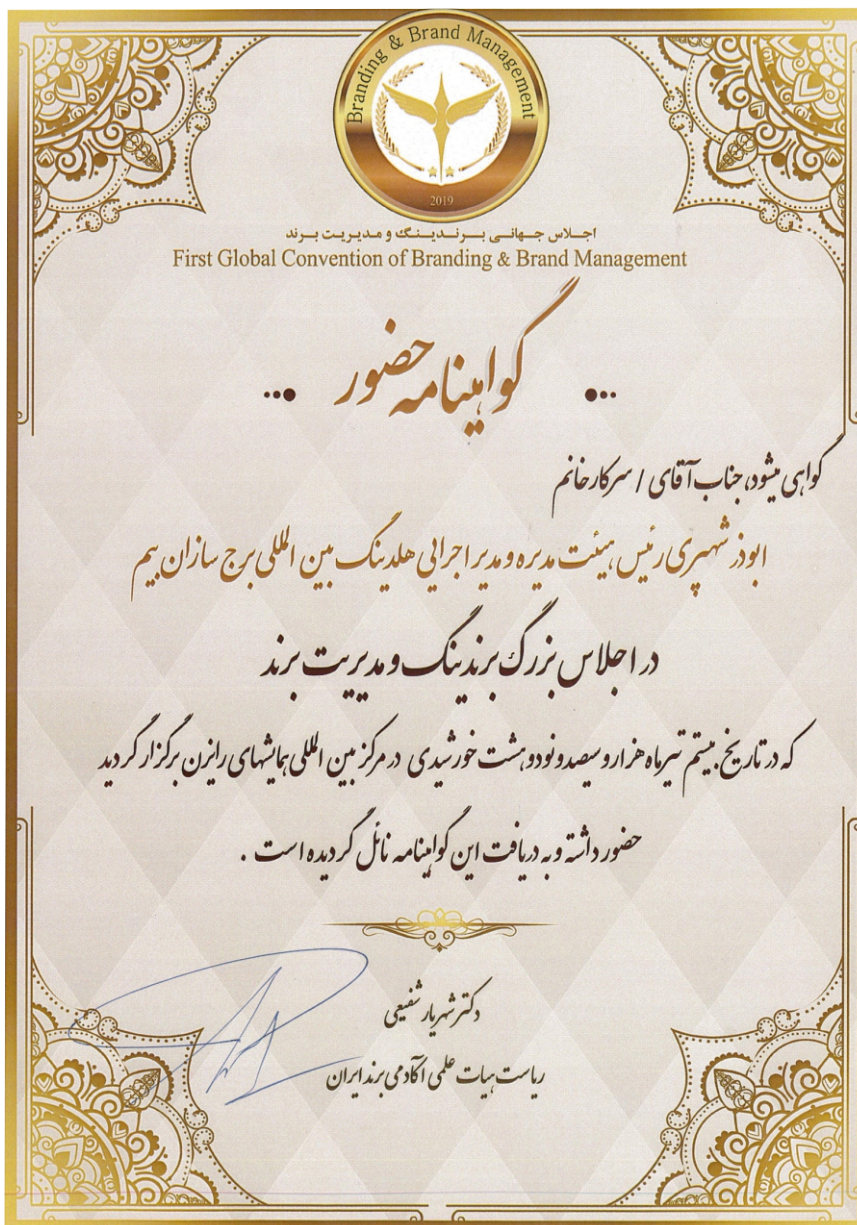 Branding & Brand Management
2019
اجلاس جهانی برندینگ و مدیریت برند
First Global Convention of Branding & Brand Management
گواهینامه حضور
گواهی میشود، جناب آقای / سرکارخانم
ابوذر شهپری رئیس هیئت مدیره و مدیر اجرایی هلدینگ بین المللی برج سازان بیم
در اجلاس بزرگ برندینگ و مدیریت برند
که در تاریخ بیستم تیرماه هزار و سیصد و نود و هشت خورشیدی در مرکز بین المللی همایشهای رایزن برگزار گردید
حضور داشته و به دریافت این گواهینامه نائل گردیده است .
دکتر شهریار شفیعی
ریاست هیات علمی آکادمی برند ایران